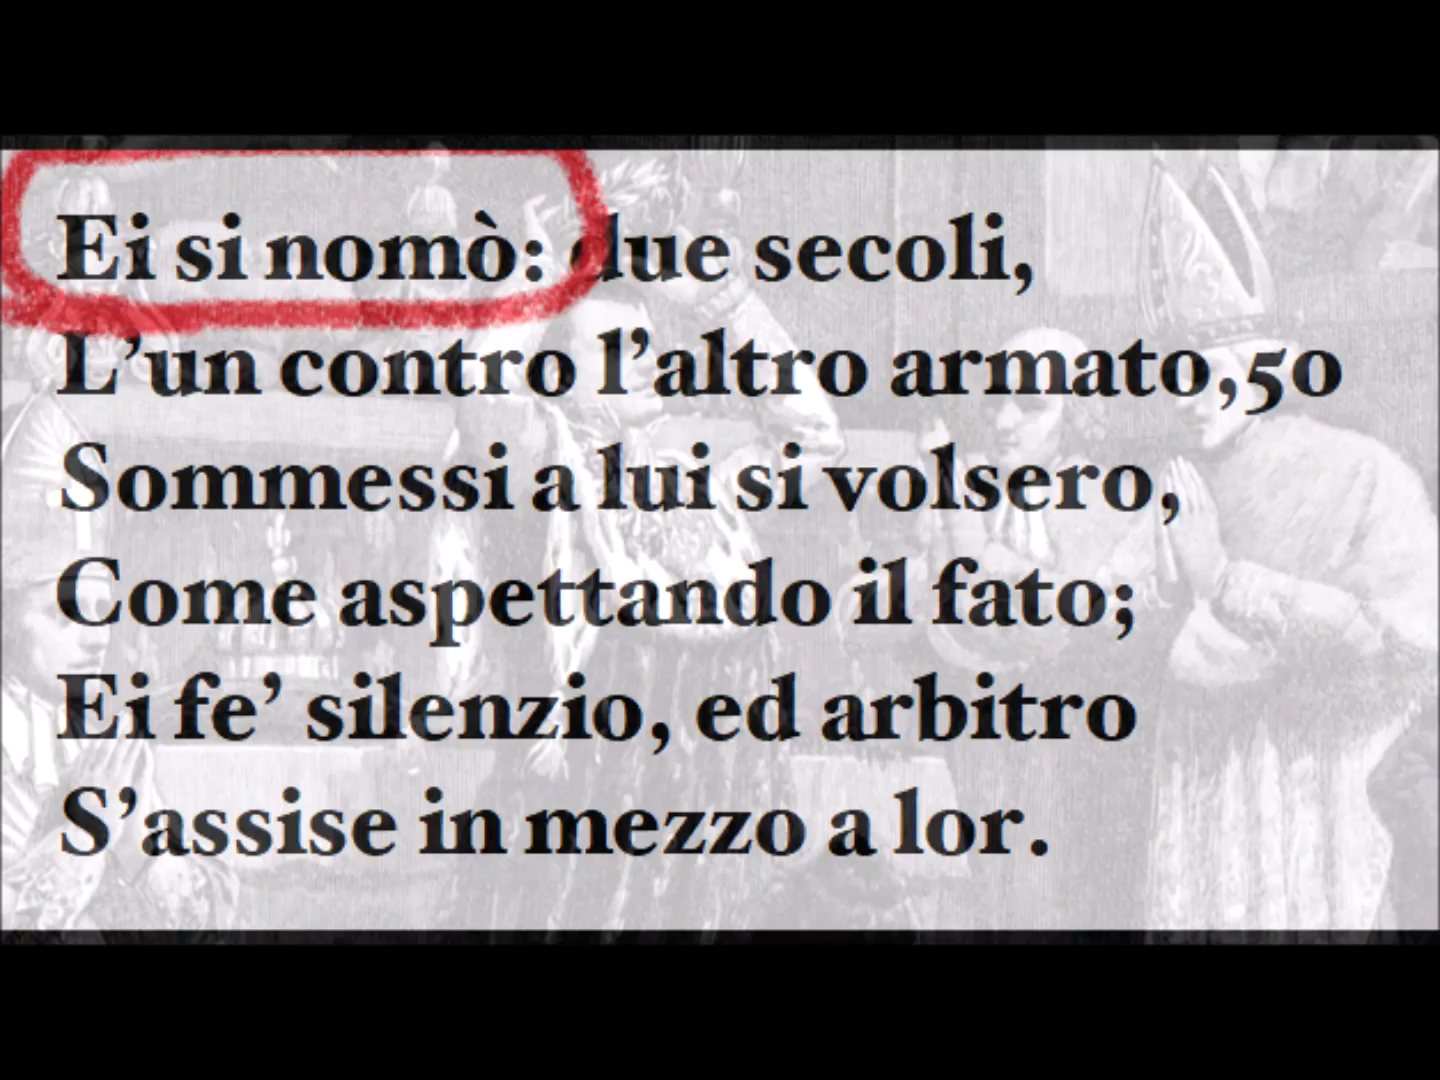 Ei si nomò: due secoli,
L’un contro l’altro armato,50
Sommessi a lui si volsero,
Come aspettando il fato;
Ei fe’ silenzio, ed arbitro
S’assise in mezzo a lor.